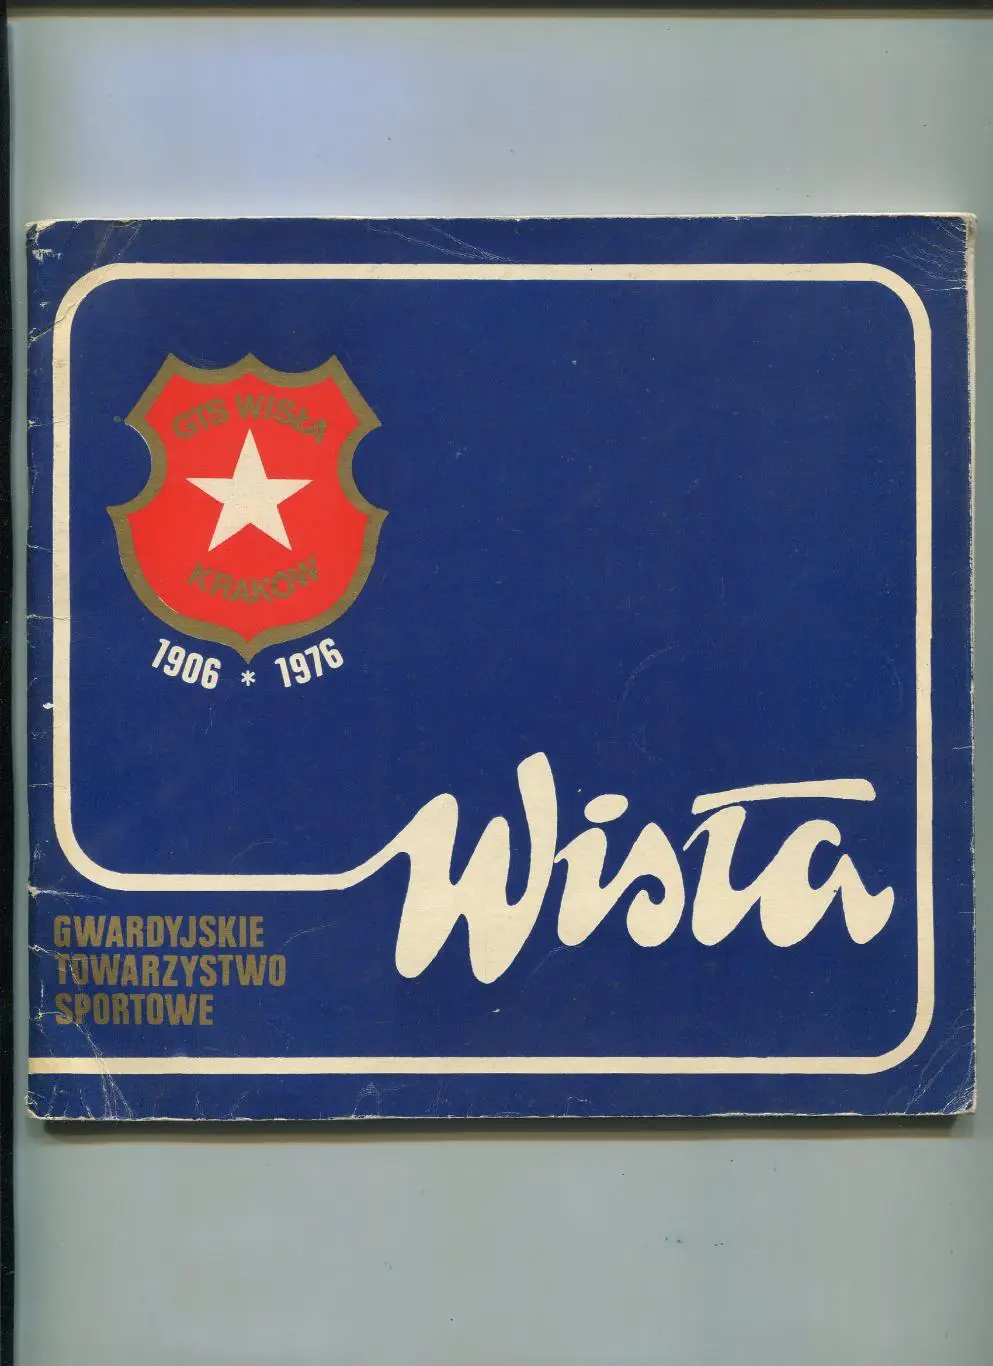 GTS WISŁA
KRAKÓW
1906 * 1976
Wisła
GWARDYJSKIE
TOWARZYSTWO
SPORTOWE